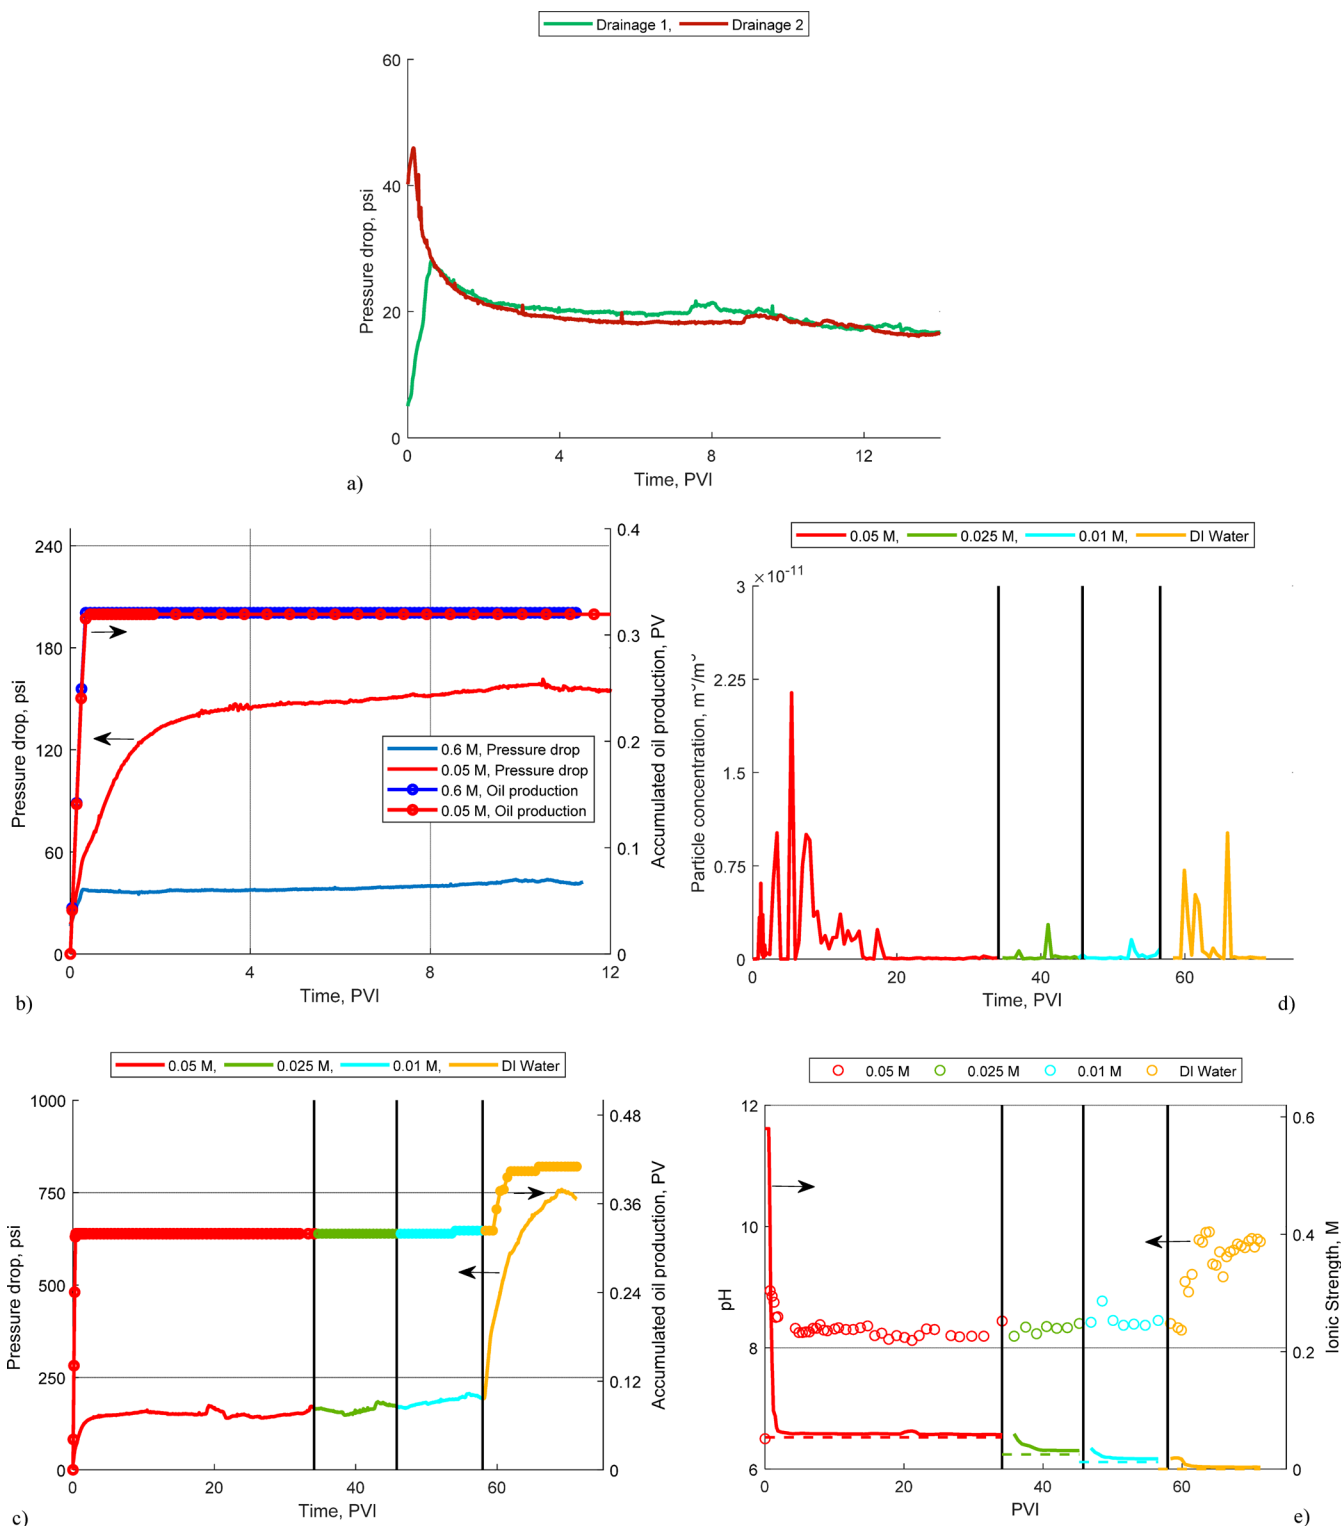 Drainage 1, Drainage 2
60
40
20
0
Pressure drop, psi
0 4 8 12
Time, PVI
a)
240
180
120
60
0
Pressure drop, psi
0.4
0.3
0.2
0.1
0
Accumulated oil production, PV
0.6 M, Pressure drop
0.05 M, Pressure drop
0.6 M, Oil production
0.05 M, Oil production
0 4 8 12
Time, PVI
b)
0.05 M, 0.025 M, 0.01 M, DI Water
×10⁻¹¹
3
2.25
1.5
0.75
0
Particle concentration, m³/m³
0 20 40 60
Time, PVI
d)
0.05 M, 0.025 M, 0.01 M, DI Water
1000
750
500
250
0
Pressure drop, psi
0.48
0.36
0.24
0.12
0
Accumulated oil production, PV
0 20 40 60
Time, PVI
c)
0.05 M 0.025 M 0.01 M DI Water
12
10
8
6
pH
0.6
0.4
0.2
0
Ionic Strength, M
0 20 40 60
PVI
e)